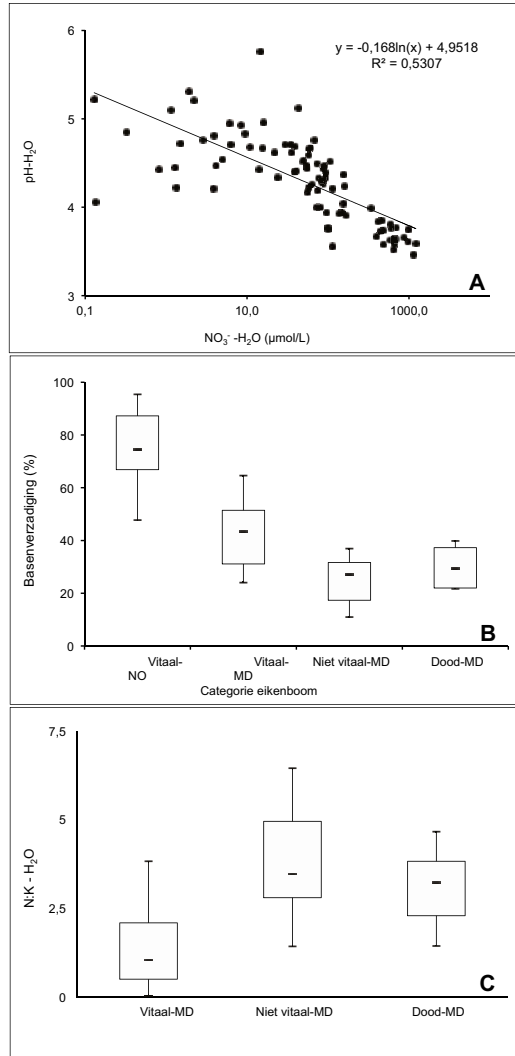 6
y = -0,168ln(x) + 4,9518
R² = 0,5307
5
pH-H₂O
4
3
A
0,1 10,0 1000,0
NO₃⁻ -H₂O (µmol/L)
100
80
Basenverzadiging (%)
60
40
20
0
B
Vitaal-NO Vitaal-MD Niet vitaal-MD Dood-MD
Categorie eikenboom
7,5
5
N:K - H₂O
2,5
0
C
Vitaal-MD Niet vitaal-MD Dood-MD